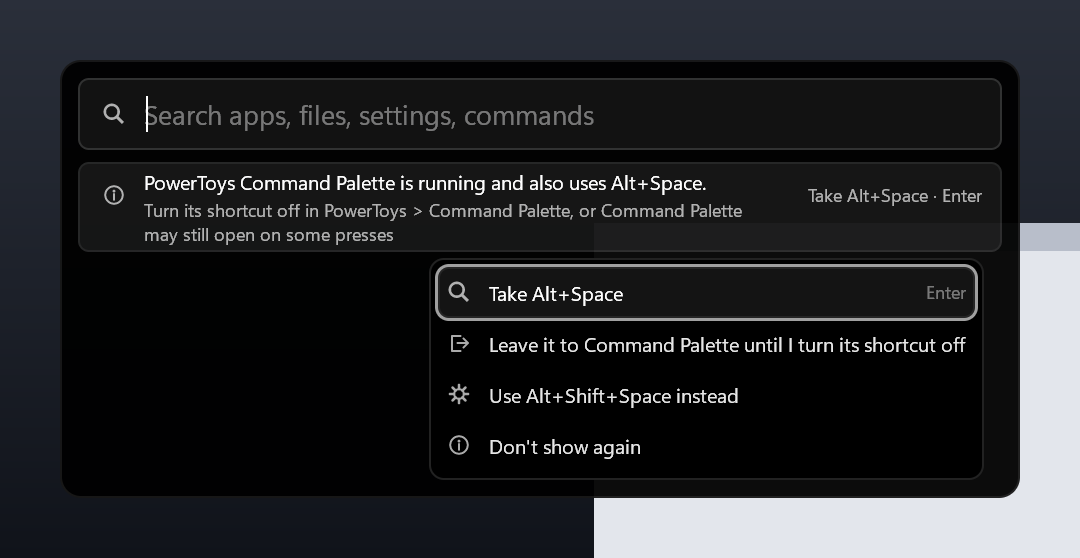 Search apps, files, settings, commands
PowerToys Command Palette is running and also uses Alt+Space.
Take Alt+Space · Enter
Turn its shortcut off in PowerToys > Command Palette, or Command Palette
may still open on some presses
Take Alt+Space
Enter
Leave it to Command Palette until I turn its shortcut off
Use Alt+Shift+Space instead
Don't show again